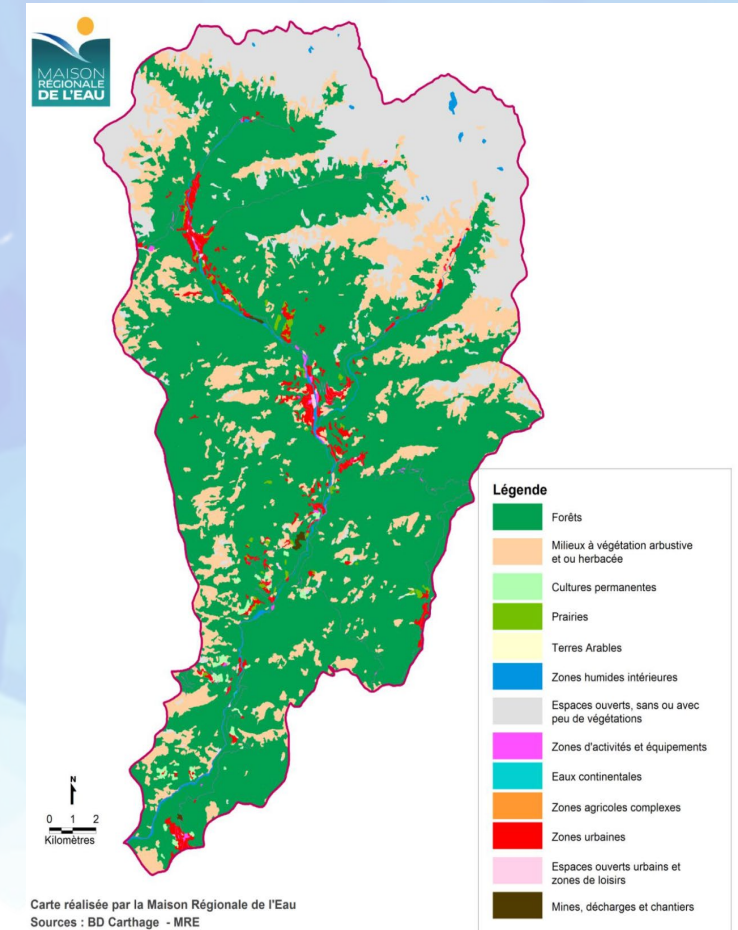 MAISON
RÉGIONALE
DE L'EAU
Légende
Forêts
Milieux à végétation arbustive
et ou herbacée
Cultures permanentes
Prairies
Terres Arables
Zones humides intérieures
Espaces ouverts, sans ou avec
peu de végétations
Zones d'activités et équipements
Eaux continentales
Zones agricoles complexes
Zones urbaines
Espaces ouverts urbains et
zones de loisirs
Mines, décharges et chantiers
N
0 1 2
Kilomètres
Carte réalisée par la Maison Régionale de l'Eau
Sources : BD Carthage - MRE